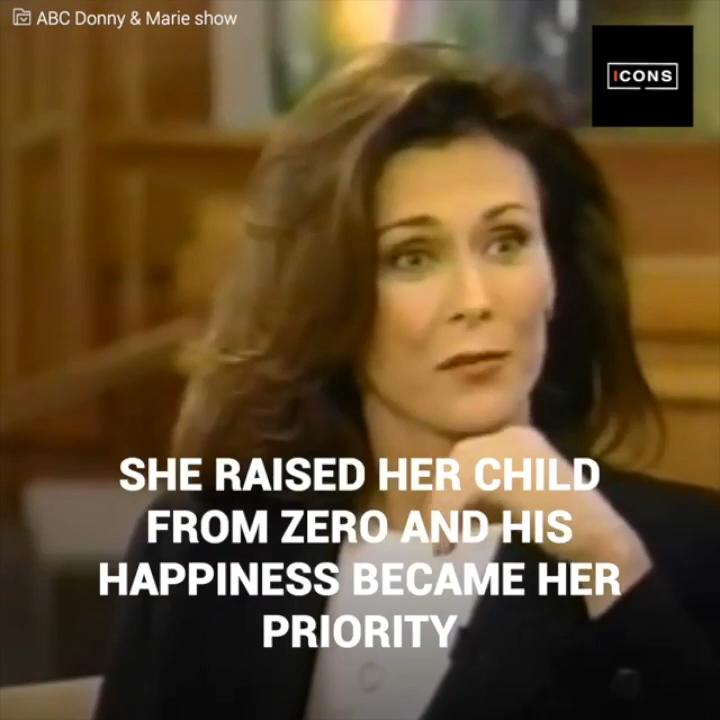 ABC Donny & Marie show
ICONS
SHE RAISED HER CHILD
FROM ZERO AND HIS
HAPPINESS BECAME HER
PRIORITY